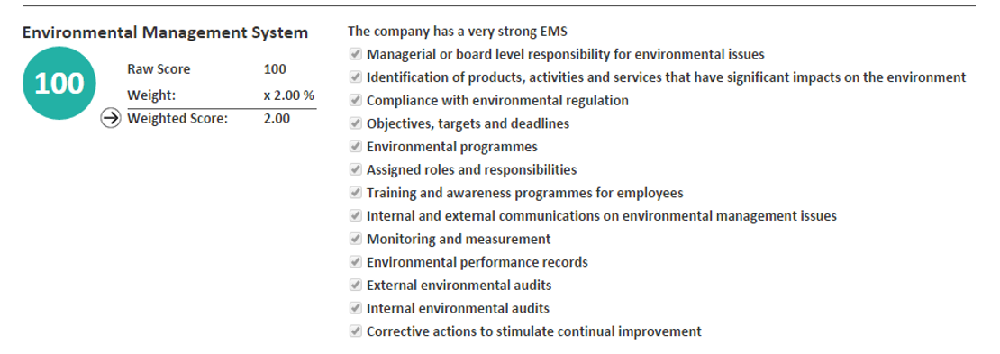 Environmental Management System
100
Raw Score 100
Weight: x 2.00 %
Weighted Score: 2.00
The company has a very strong EMS
Managerial or board level responsibility for environmental issues
Identification of products, activities and services that have significant impacts on the environment
Compliance with environmental regulation
Objectives, targets and deadlines
Environmental programmes
Assigned roles and responsibilities
Training and awareness programmes for employees
Internal and external communications on environmental management issues
Monitoring and measurement
Environmental performance records
External environmental audits
Internal environmental audits
Corrective actions to stimulate continual improvement